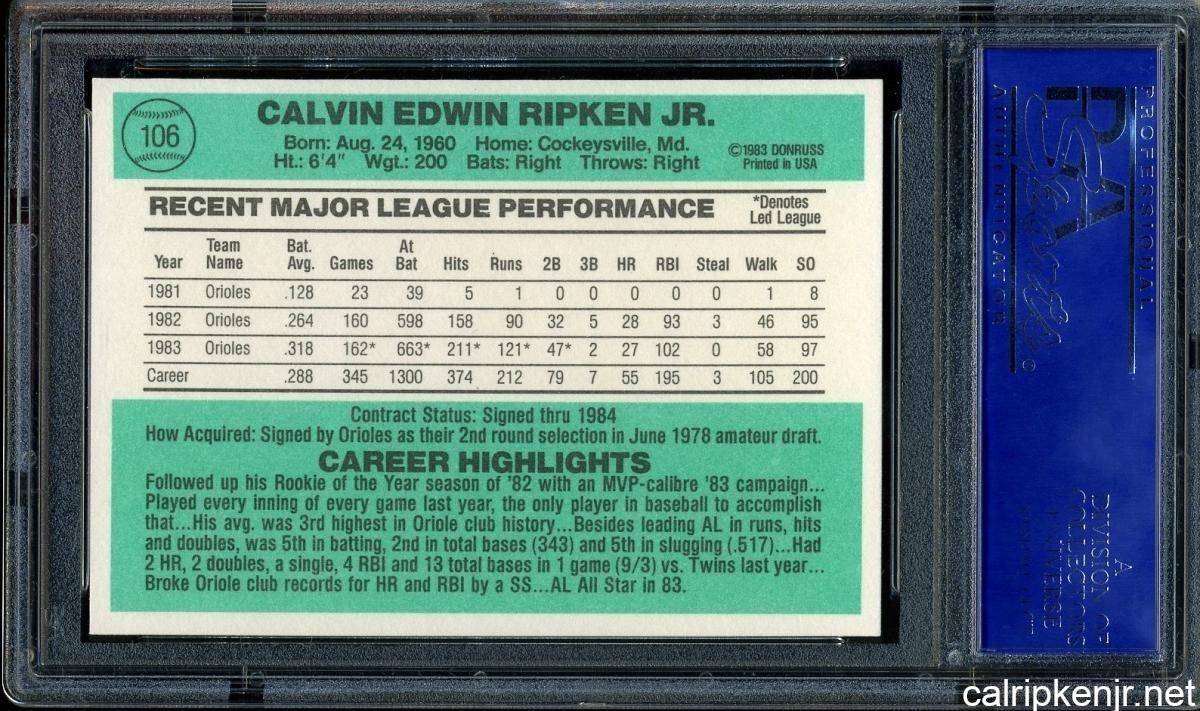 106
CALVIN EDWIN RIPKEN JR.
Born: Aug. 24, 1960 Home: Cockeysville, Md.
Ht.: 6'4" Wgt.: 200 Bats: Right Throws: Right
©1983 DONRUSS
Printed in USA
RECENT MAJOR LEAGUE PERFORMANCE
*Denotes
Led League
Year Team Name Bat. Avg. Games At Bat Hits Runs 2B 3B HR RBI Steal Walk SO
1981 Orioles .128 23 39 5 1 0 0 0 0 0 1 8
1982 Orioles .264 160 598 158 90 32 5 28 93 3 46 95
1983 Orioles .318 162* 663* 211* 121* 47* 2 27 102 0 58 97
Career .288 345 1300 374 212 79 7 55 195 3 105 200
Contract Status: Signed thru 1984
How Acquired: Signed by Orioles as their 2nd round selection in June 1978 amateur draft.
CAREER HIGHLIGHTS
Followed up his Rookie of the Year season of '82 with an MVP-calibre '83 campaign...
Played every inning of every game last year, the only player in baseball to accomplish
that...His avg. was 3rd highest in Oriole club history...Besides leading AL in runs, hits
and doubles, was 5th in batting, 2nd in total bases (343) and 5th in slugging (.517)...Had
2 HR, 2 doubles, a single, 4 RBI and 13 total bases in 1 game (9/3) vs. Twins last year...
Broke Oriole club records for HR and RBI by a SS...AL All Star in 83.
PROFESSIONAL
PSA
AUTHENTICATOR
A
DIVISION OF
COLLECTORS
UNIVERSE
calripkenjr.net